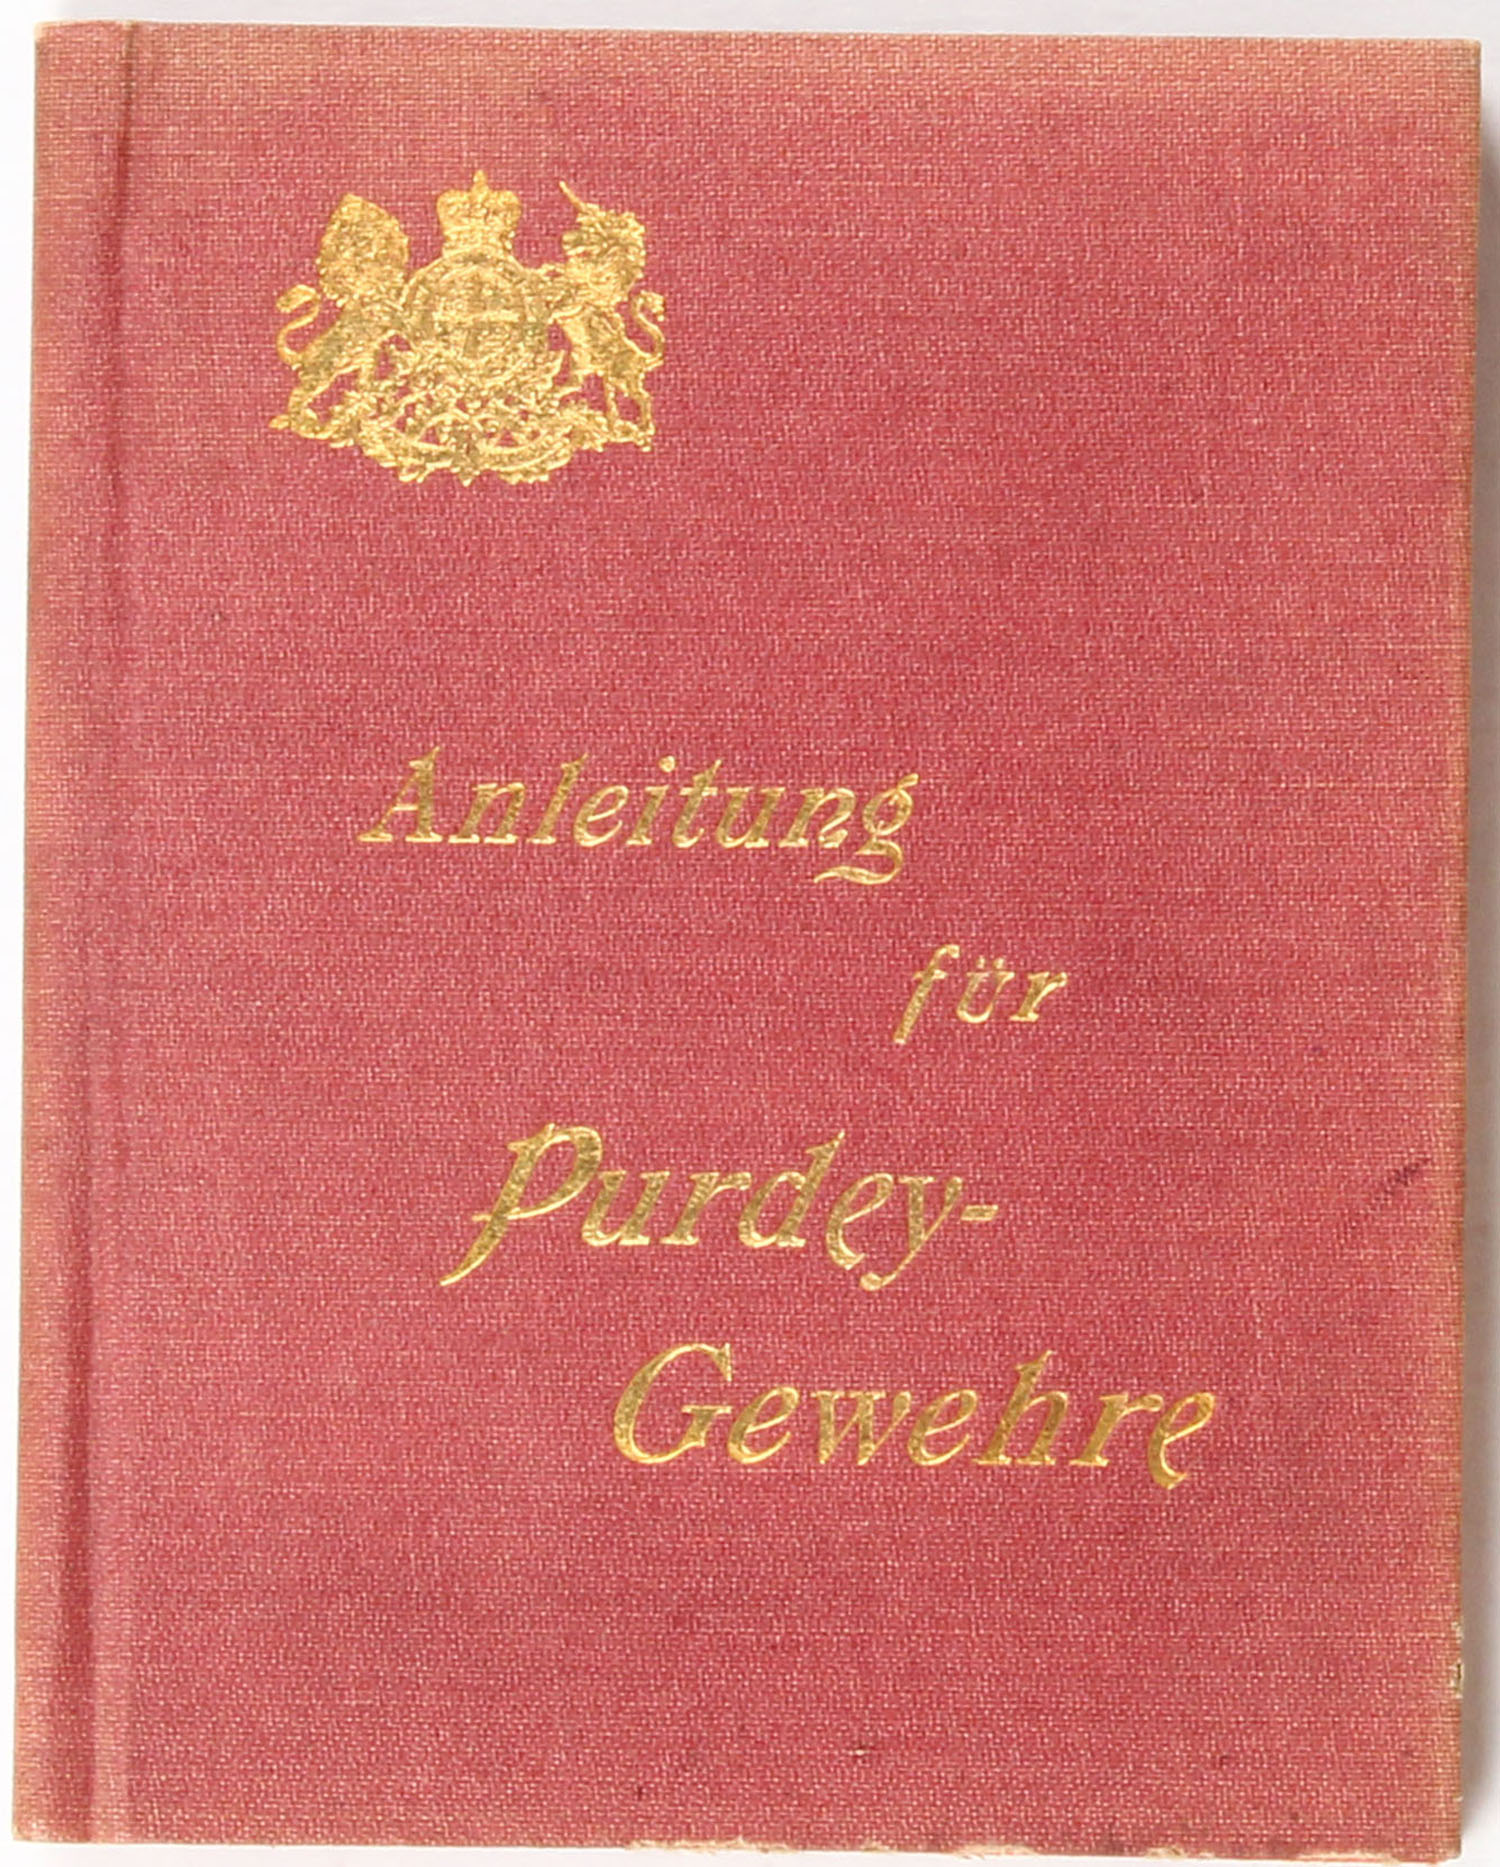 Anleitung
für
Purdey-
Gewehre